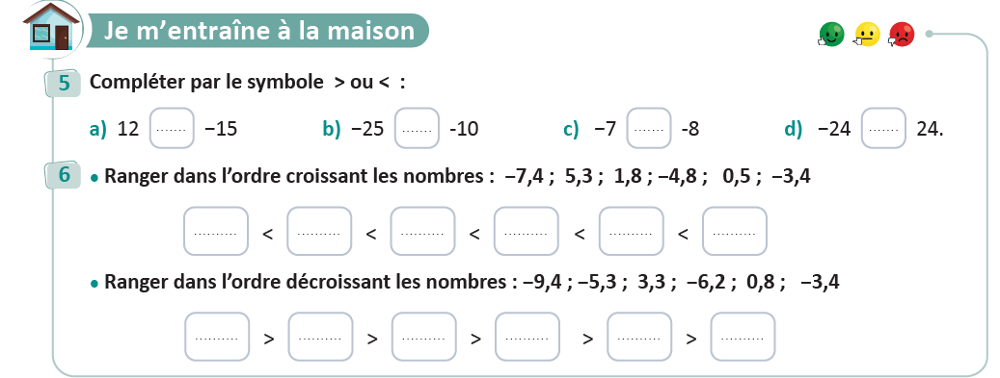 Je m’entraîne à la maison
5 Compléter par le symbole > ou < :
a) 12 ....... −15 b) −25 ....... -10 c) −7 ....... -8 d) −24 ....... 24.
6 • Ranger dans l’ordre croissant les nombres : −7,4 ; 5,3 ; 1,8 ; −4,8 ; 0,5 ; −3,4
.......... < .......... < .......... < .......... < .......... < ..........
• Ranger dans l’ordre décroissant les nombres : −9,4 ; −5,3 ; 3,3 ; −6,2 ; 0,8 ; −3,4
.......... > .......... > .......... > .......... > .......... > ..........